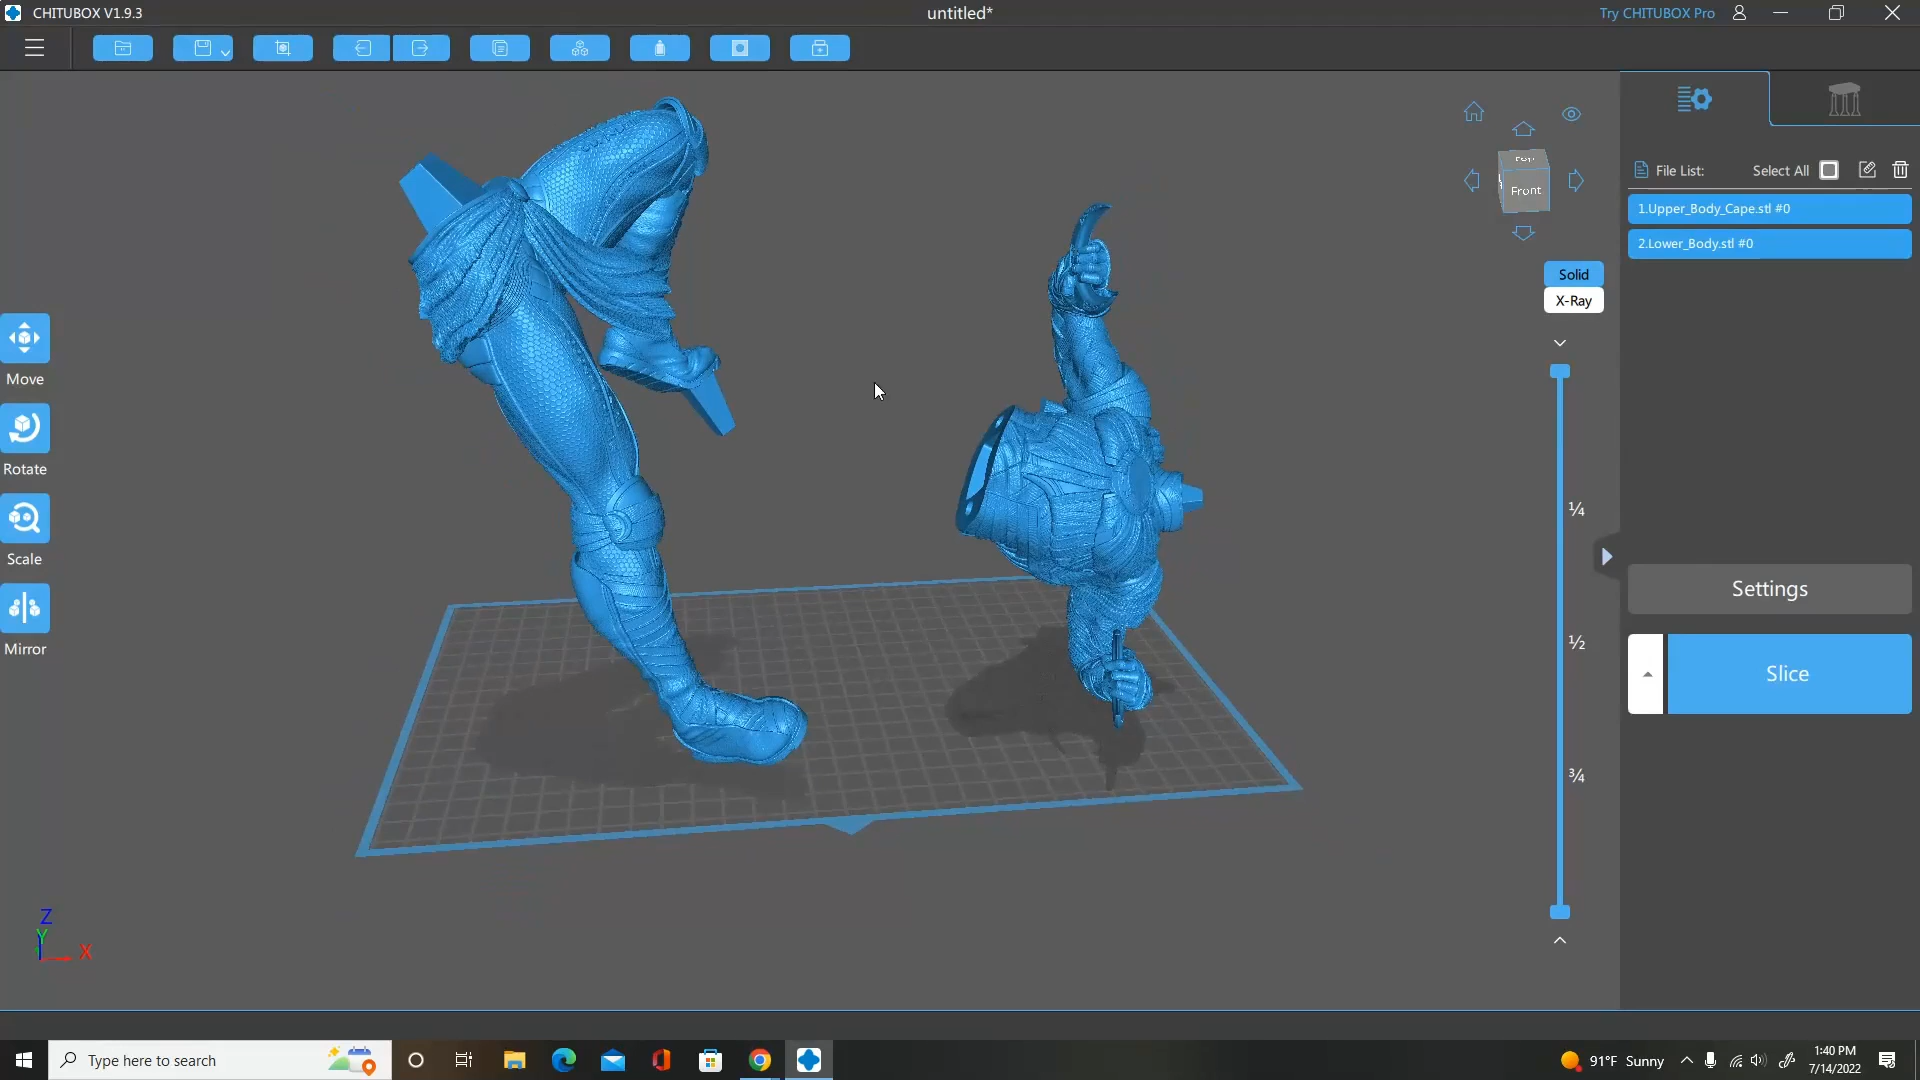 CHITUBOX V1.9.3
untitled*
Try CHITUBOX Pro
File List:
Select All
1.Upper_Body_Cape.stl #0
2.Lower_Body.stl #0
Top
Front
Solid
X-Ray
Move
Rotate
Scale
Mirror
¼
½
¾
Settings
Slice
Z
Y
X
Type here to search
91°F Sunny
1:40 PM
7/14/2022